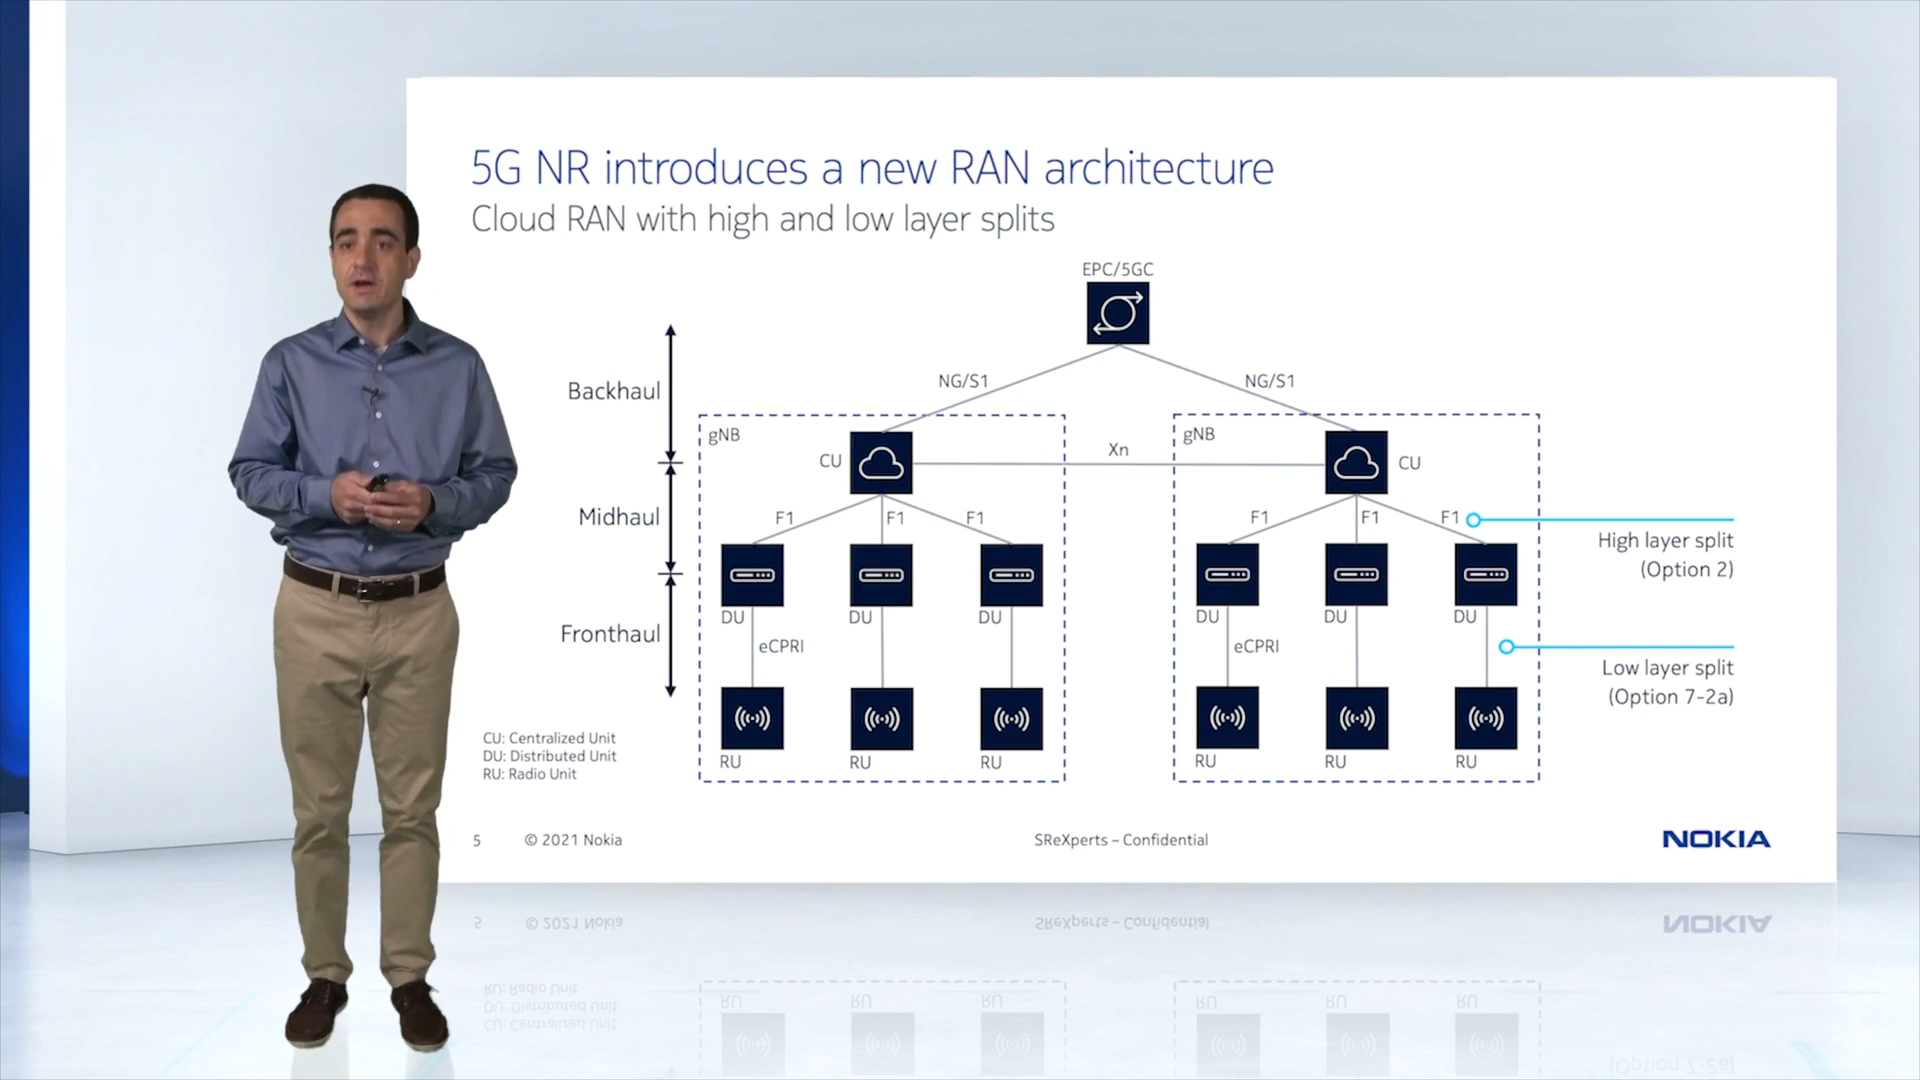 5G NR introduces a new RAN architecture
Cloud RAN with high and low layer splits
EPC/5GC
NG/S1
NG/S1
Backhaul
gNB
gNB
CU
Xn
CU
Midhaul
F1
F1
F1
F1
F1
F1
High layer split
(Option 2)
DU
DU
DU
DU
DU
DU
Fronthaul
eCPRI
eCPRI
Low layer split
(Option 7-2a)
CU: Centralized Unit
DU: Distributed Unit
RU: Radio Unit
RU
RU
RU
RU
RU
RU
5
© 2021 Nokia
SReXperts – Confidential
NOKIA